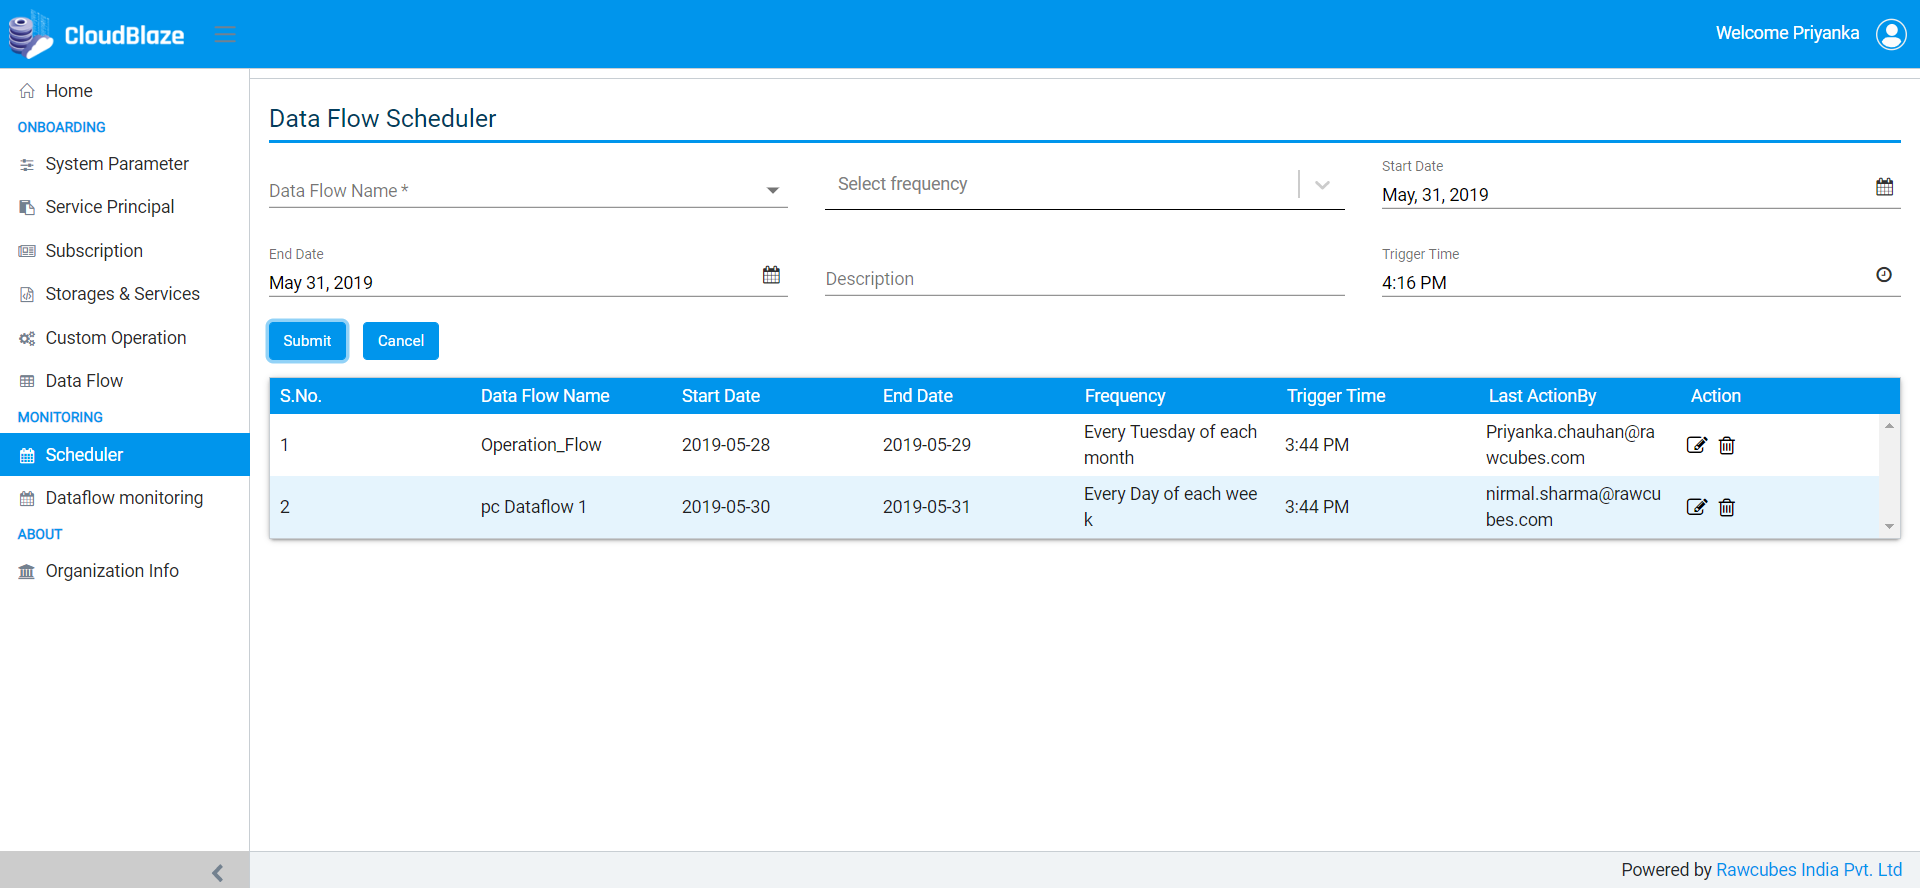 CloudBlaze
Welcome Priyanka
Home
ONBOARDING
System Parameter
Service Principal
Subscription
Storages & Services
Custom Operation
Data Flow
MONITORING
Scheduler
Dataflow monitoring
ABOUT
Organization Info
Data Flow Scheduler
Data Flow Name *
Select frequency
Start Date
May, 31, 2019
End Date
May 31, 2019
Description
Trigger Time
4:16 PM
Submit
Cancel
S.No. Data Flow Name Start Date End Date Frequency Trigger Time Last ActionBy Action
1 Operation_Flow 2019-05-28 2019-05-29 Every Tuesday of each 3:44 PM Priyanka.chauhan@ra
month wcubes.com
2 pc Dataflow 1 2019-05-30 2019-05-31 Every Day of each wee 3:44 PM nirmal.sharma@rawcu
k bes.com
Powered by Rawcubes India Pvt. Ltd